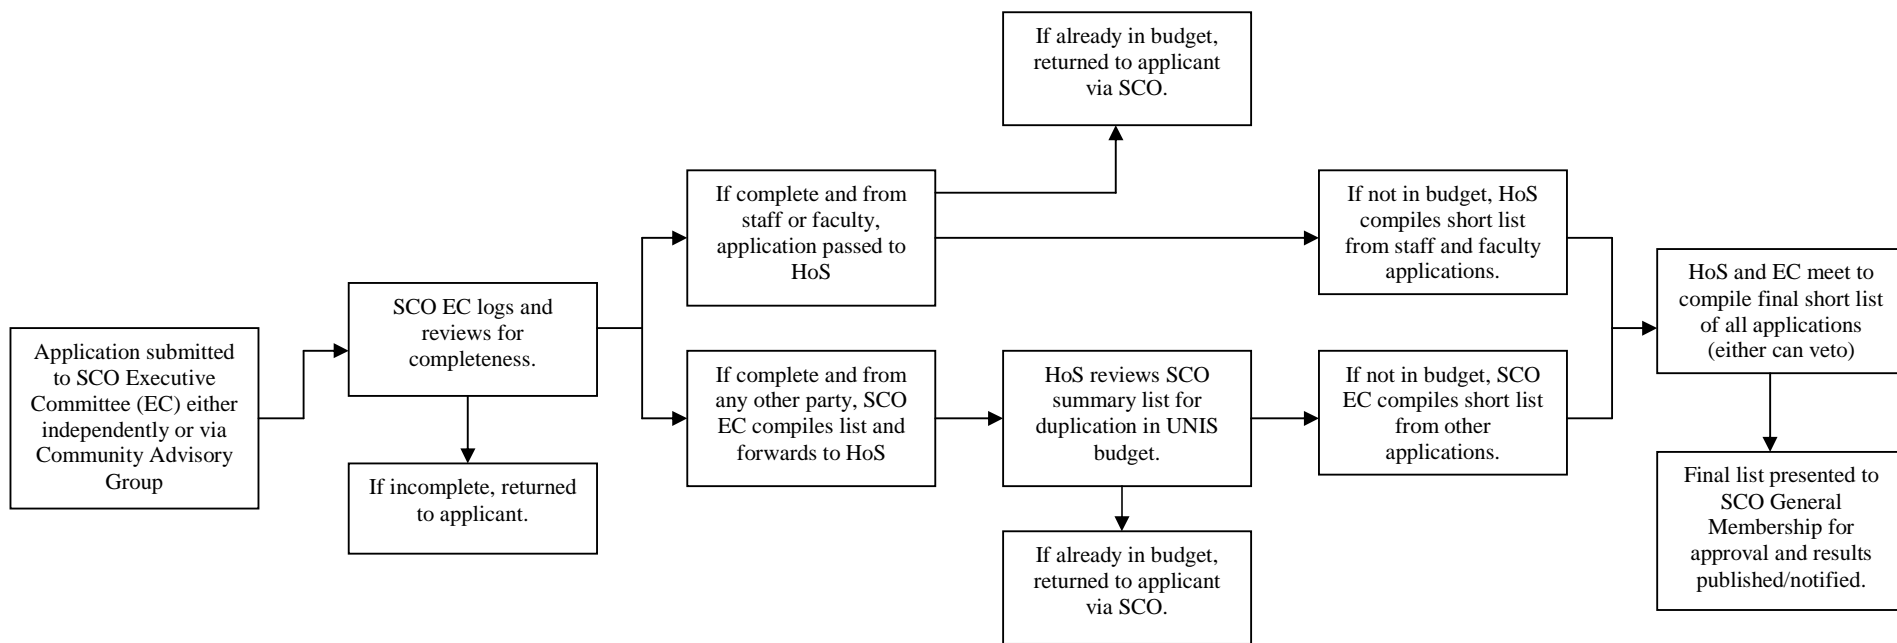 Application submitted
to SCO Executive
Committee (EC) either
independently or via
Community Advisory
Group
SCO EC logs and
reviews for
completeness.
If incomplete, returned
to applicant.
If complete and from
staff or faculty,
application passed to
HoS
If already in budget,
returned to applicant
via SCO.
If not in budget, HoS
compiles short list
from staff and faculty
applications.
If complete and from
any other party, SCO
EC compiles list and
forwards to HoS
HoS reviews SCO
summary list for
duplication in UNIS
budget.
If already in budget,
returned to applicant
via SCO.
If not in budget, SCO
EC compiles short list
from other
applications.
HoS and EC meet to
compile final short list
of all applications
(either can veto)
Final list presented to
SCO General
Membership for
approval and results
published/notified.